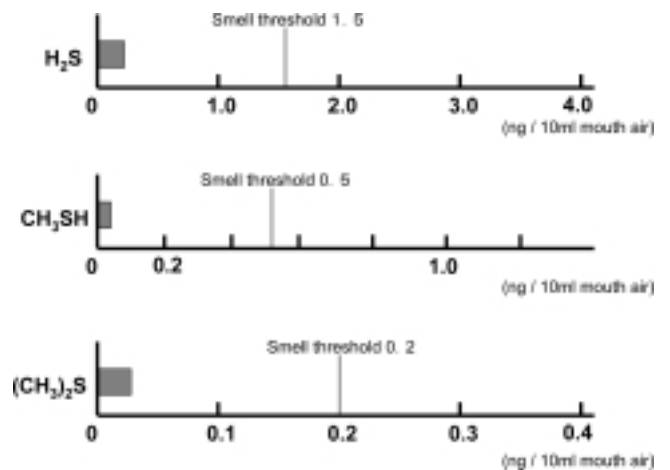 Smell threshold 1. 5
H₂S
0 1.0 2.0 3.0 4.0
(ng / 10ml mouth air)
Smell threshold 0. 5
CH₃SH
0 0.2 1.0
(ng / 10ml mouth air)
Smell threshold 0. 2
(CH₃)₂S
0 0.1 0.2 0.3 0.4
(ng / 10ml mouth air)